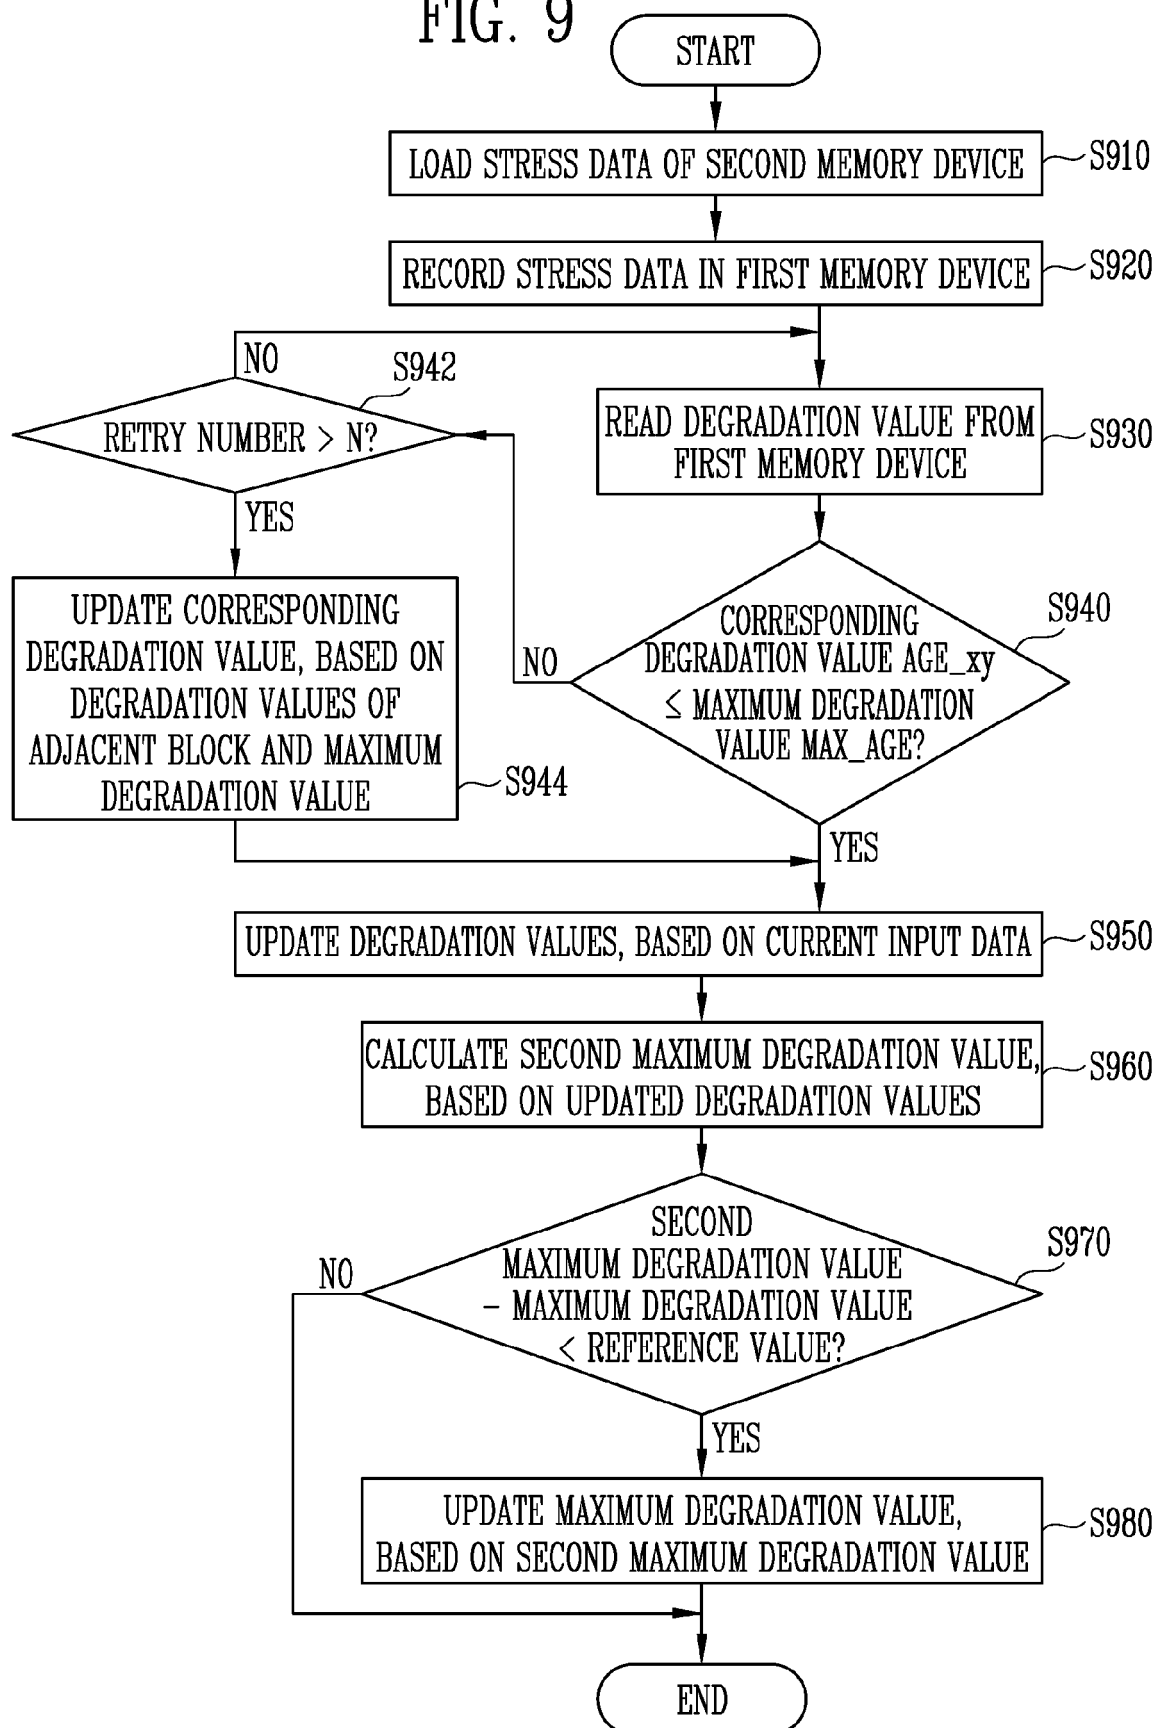 FIG. 9
START
LOAD STRESS DATA OF SECOND MEMORY DEVICE
S910
RECORD STRESS DATA IN FIRST MEMORY DEVICE
S920
NO
S942
RETRY NUMBER > N?
YES
READ DEGRADATION VALUE FROM
FIRST MEMORY DEVICE
S930
UPDATE CORRESPONDING
DEGRADATION VALUE, BASED ON
DEGRADATION VALUES OF
ADJACENT BLOCK AND MAXIMUM
DEGRADATION VALUE
S944
NO
CORRESPONDING
DEGRADATION VALUE AGE_xy
≤ MAXIMUM DEGRADATION
VALUE MAX_AGE?
S940
YES
UPDATE DEGRADATION VALUES, BASED ON CURRENT INPUT DATA
S950
CALCULATE SECOND MAXIMUM DEGRADATION VALUE,
BASED ON UPDATED DEGRADATION VALUES
S960
SECOND
MAXIMUM DEGRADATION VALUE
- MAXIMUM DEGRADATION VALUE
< REFERENCE VALUE?
S970
NO
YES
UPDATE MAXIMUM DEGRADATION VALUE,
BASED ON SECOND MAXIMUM DEGRADATION VALUE
S980
END